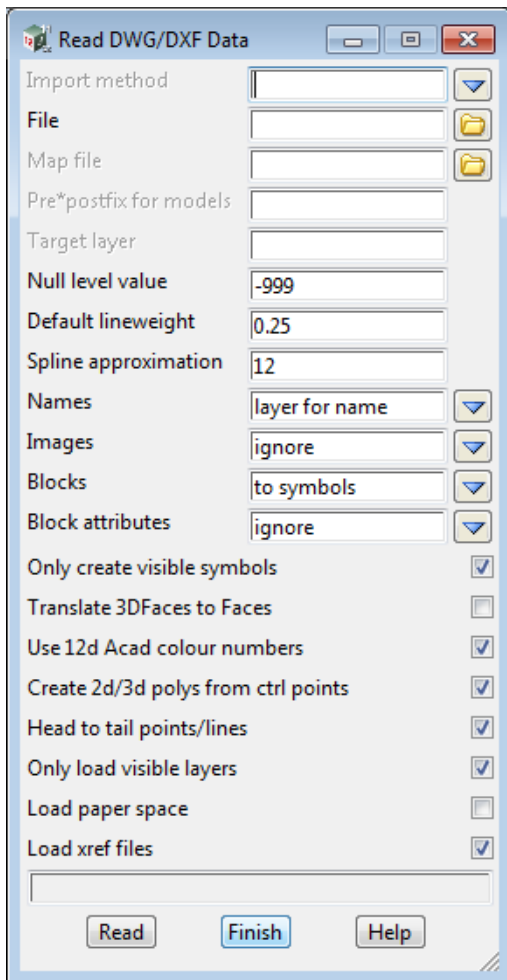 Read DWG/DXF Data
Import method
File
Map file
Pre*postfix for models
Target layer
Null level value -999
Default lineweight 0.25
Spline approximation 12
Names layer for name
Images ignore
Blocks to symbols
Block attributes ignore
Only create visible symbols
Translate 3DFaces to Faces
Use 12d Acad colour numbers
Create 2d/3d polys from ctrl points
Head to tail points/lines
Only load visible layers
Load paper space
Load xref files
Read Finish Help